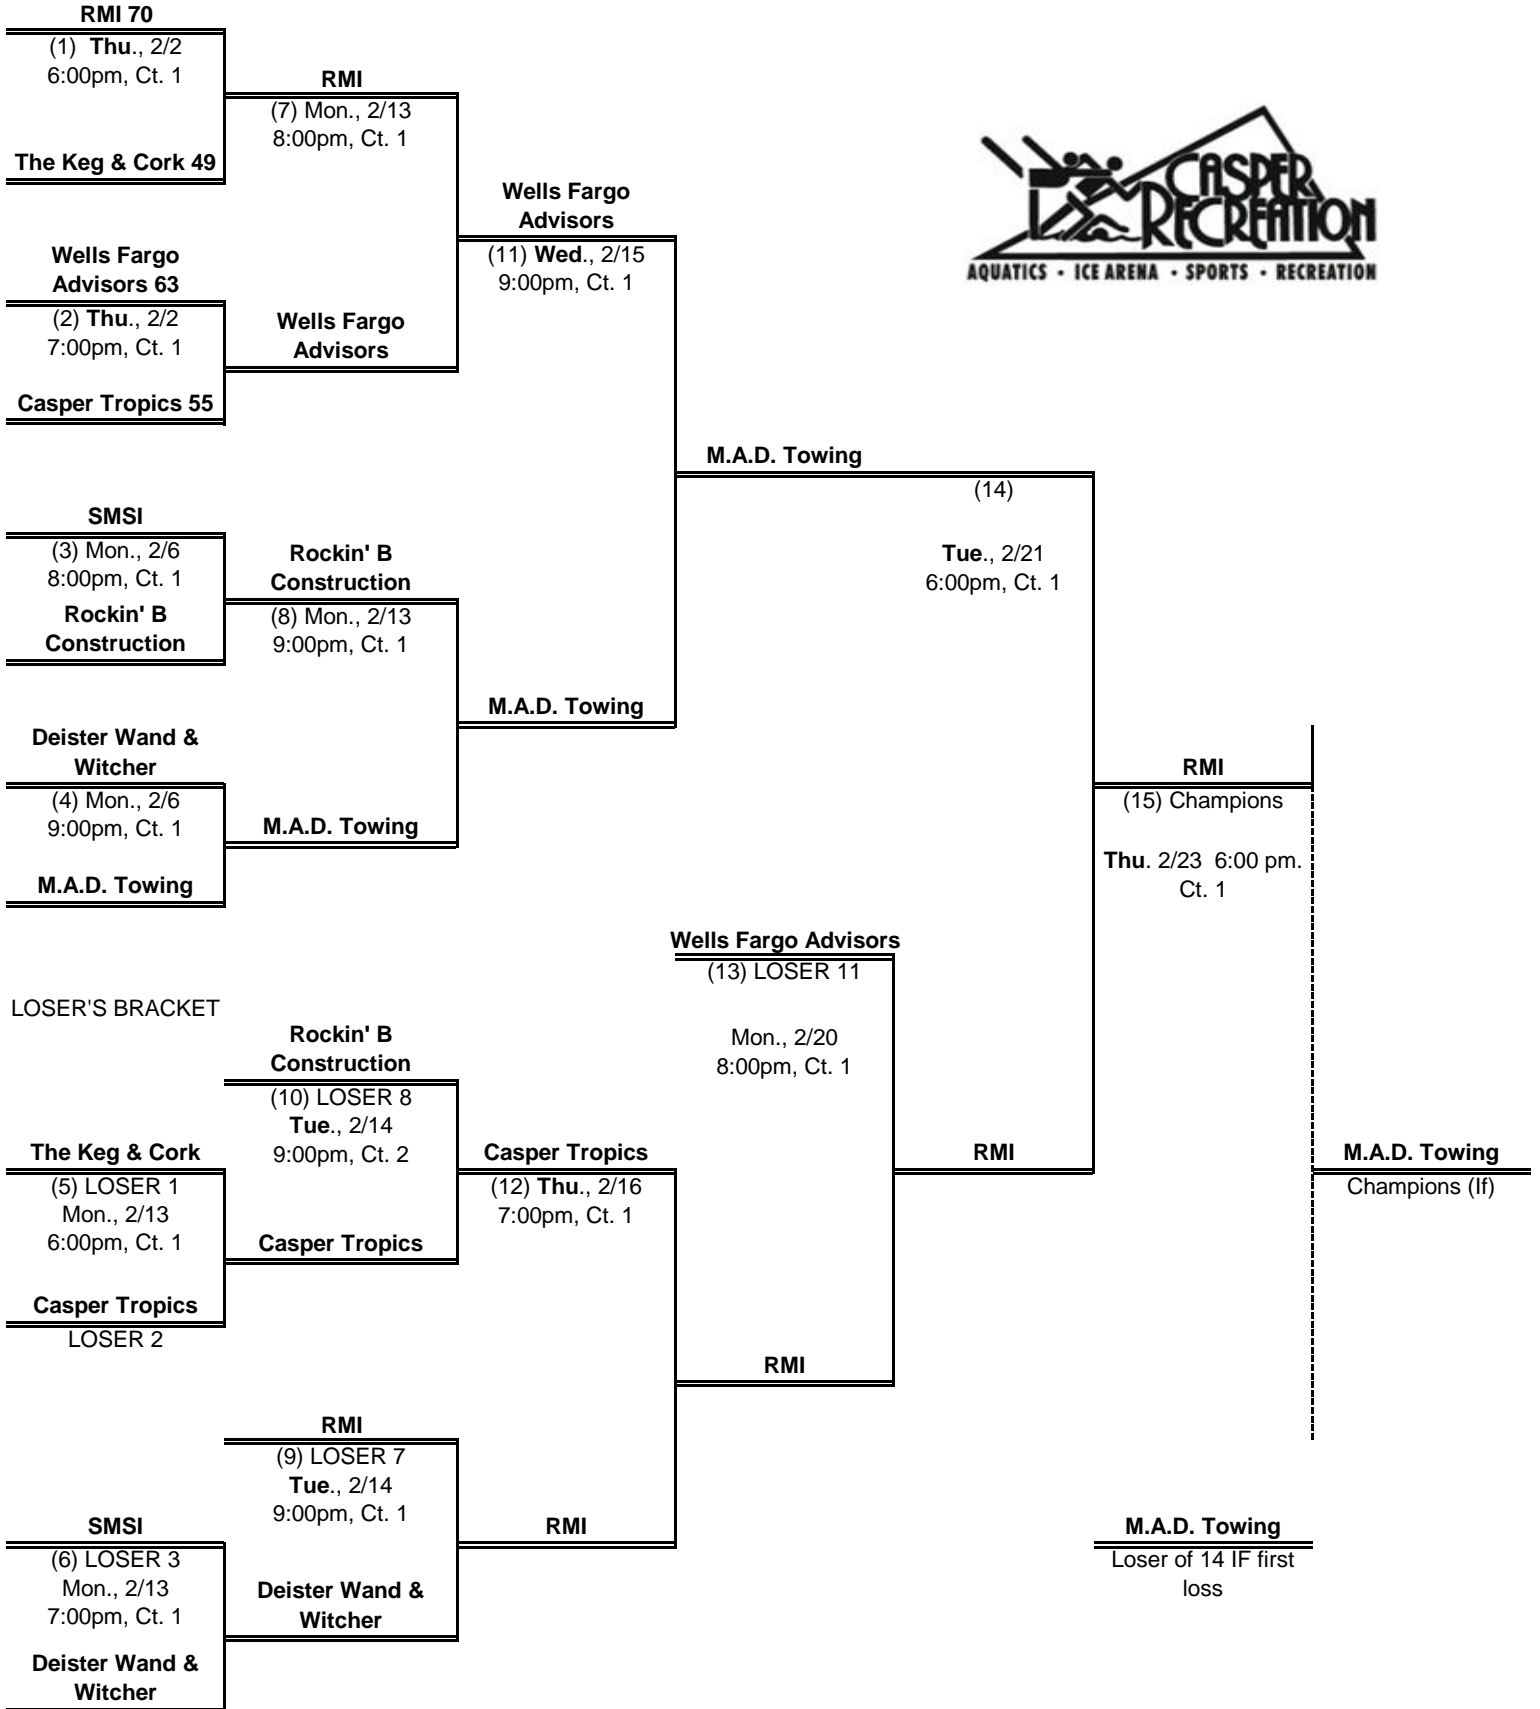 RMI 70
(1) Thu., 2/2
6:00pm, Ct. 1
The Keg & Cork 49
Wells Fargo
Advisors 63
(2) Thu., 2/2
7:00pm, Ct. 1
Casper Tropics 55
SMSI
(3) Mon., 2/6
8:00pm, Ct. 1
Rockin' B
Construction
Deister Wand &
Witcher
(4) Mon., 2/6
9:00pm, Ct. 1
M.A.D. Towing
RMI
(7) Mon., 2/13
8:00pm, Ct. 1
Wells Fargo
Advisors
Rockin' B
Construction
(8) Mon., 2/13
9:00pm, Ct. 1
M.A.D. Towing
Wells Fargo
Advisors
(11) Wed., 2/15
9:00pm, Ct. 1
M.A.D. Towing
CASPER
RECREATION
AQUATICS • ICE ARENA • SPORTS • RECREATION
M.A.D. Towing
(14)
Tue., 2/21
6:00pm, Ct. 1
RMI
(15) Champions
Thu. 2/23 6:00 pm.
Ct. 1
LOSER'S BRACKET
The Keg & Cork
(5) LOSER 1
Mon., 2/13
6:00pm, Ct. 1
Casper Tropics
LOSER 2
SMSI
(6) LOSER 3
Mon., 2/13
7:00pm, Ct. 1
Deister Wand &
Witcher
Rockin' B
Construction
(10) LOSER 8
Tue., 2/14
9:00pm, Ct. 2
Casper Tropics
RMI
(9) LOSER 7
Tue., 2/14
9:00pm, Ct. 1
Deister Wand &
Witcher
Casper Tropics
(12) Thu., 2/16
7:00pm, Ct. 1
RMI
Wells Fargo Advisors
(13) LOSER 11
Mon., 2/20
8:00pm, Ct. 1
RMI
RMI
M.A.D. Towing
Champions (If)
M.A.D. Towing
Loser of 14 IF first
loss